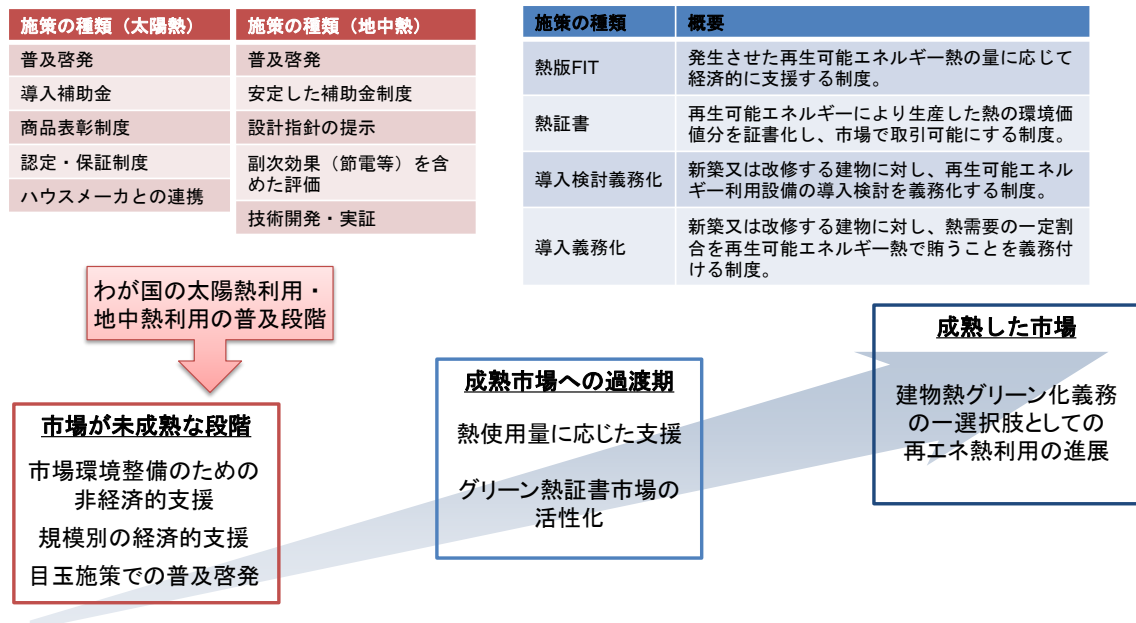 施策の種類（太陽熱）
普及啓発
導入補助金
商品表彰制度
認定・保証制度
ハウスメーカとの連携
施策の種類（地中熱）
普及啓発
安定した補助金制度
設計指針の提示
副次効果（節電等）を含
めた評価
技術開発・実証
施策の種類
概要
熱版FIT
発生させた再生可能エネルギー熱の量に応じて
経済的に支援する制度。
熱証書
再生可能エネルギーにより生産した熱の環境価
値分を証書化し、市場で取引可能にする制度。
導入検討義務化
新築又は改修する建物に対し、再生可能エネル
ギー利用設備の導入検討を義務化する制度。
導入義務化
新築又は改修する建物に対し、熱需要の一定割
合を再生可能エネルギー熱で賄うことを義務付
ける制度。
わが国の太陽熱利用・
地中熱利用の普及段階
市場が未成熟な段階
市場環境整備のための
非経済的支援
規模別の経済的支援
目玉施策での普及啓発
成熟市場への過渡期
熱使用量に応じた支援
グリーン熱証書市場の
活性化
成熟した市場
建物熱グリーン化義務
の一選択肢としての
再エネ熱利用の進展